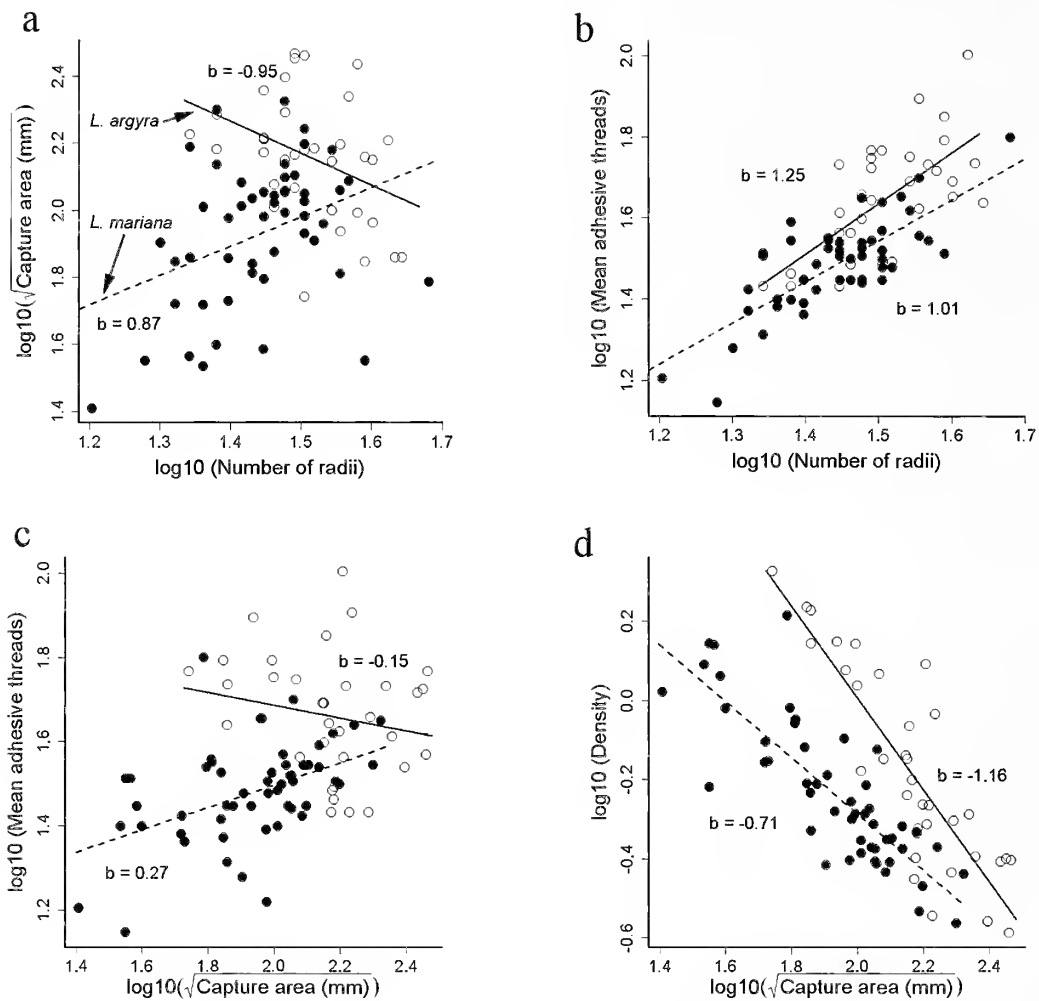 a
b = -0.95
L. argyra
L. mariana
b = 0.87
log10(√Capture area (mm))
1.4 1.6 1.8 2.0 2.2 2.4
1.2 1.3 1.4 1.5 1.6 1.7
log10 (Number of radii)
b
b = 1.25
b = 1.01
log10 (Mean adhesive threads)
1.2 1.4 1.6 1.8 2.0
1.2 1.3 1.4 1.5 1.6 1.7
log10 (Number of radii)
c
b = -0.15
b = 0.27
log10 (Mean adhesive threads)
1.2 1.4 1.6 1.8 2.0
1.4 1.6 1.8 2.0 2.2 2.4
log10(√Capture area (mm))
d
b = -1.16
b = -0.71
log10 (Density)
-0.6 -0.4 -0.2 0.0 0.2
1.4 1.6 1.8 2.0 2.2 2.4
log10(√Capture area (mm))